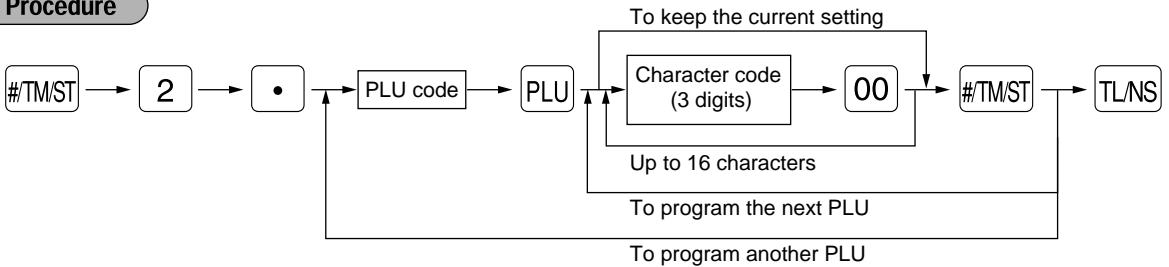 Procedure
To keep the current setting
#/TM/ST 2 • PLU code PLU Character code (3 digits) 00 #/TM/ST TL/NS
Up to 16 characters
To program the next PLU
To program another PLU